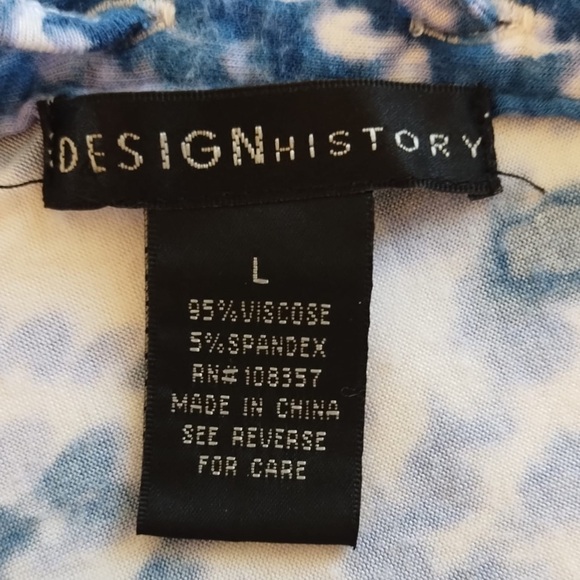 DESIGNHISTORY
L
95%VISCOSE
5%SPANDEX
RN#108357
MADE IN CHINA
SEE REVERSE
FOR CARE